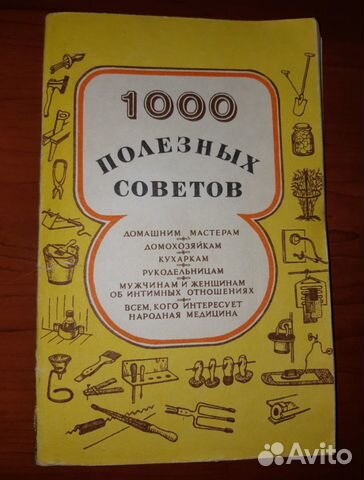 1000
ПОЛЕЗНЫХ
СОВЕТОВ
ДОМАШНИМ МАСТЕРАМ
ДОМОХОЗЯЙКАМ
КУХАРКАМ
РУКОДЕЛЬНИЦАМ
МУЖЧИНАМ И ЖЕНЩИНАМ
ОБ ИНТИМНЫХ ОТНОШЕНИЯХ
ВСЕМ, КОГО ИНТЕРЕСУЕТ
НАРОДНАЯ МЕДИЦИНА
Avito